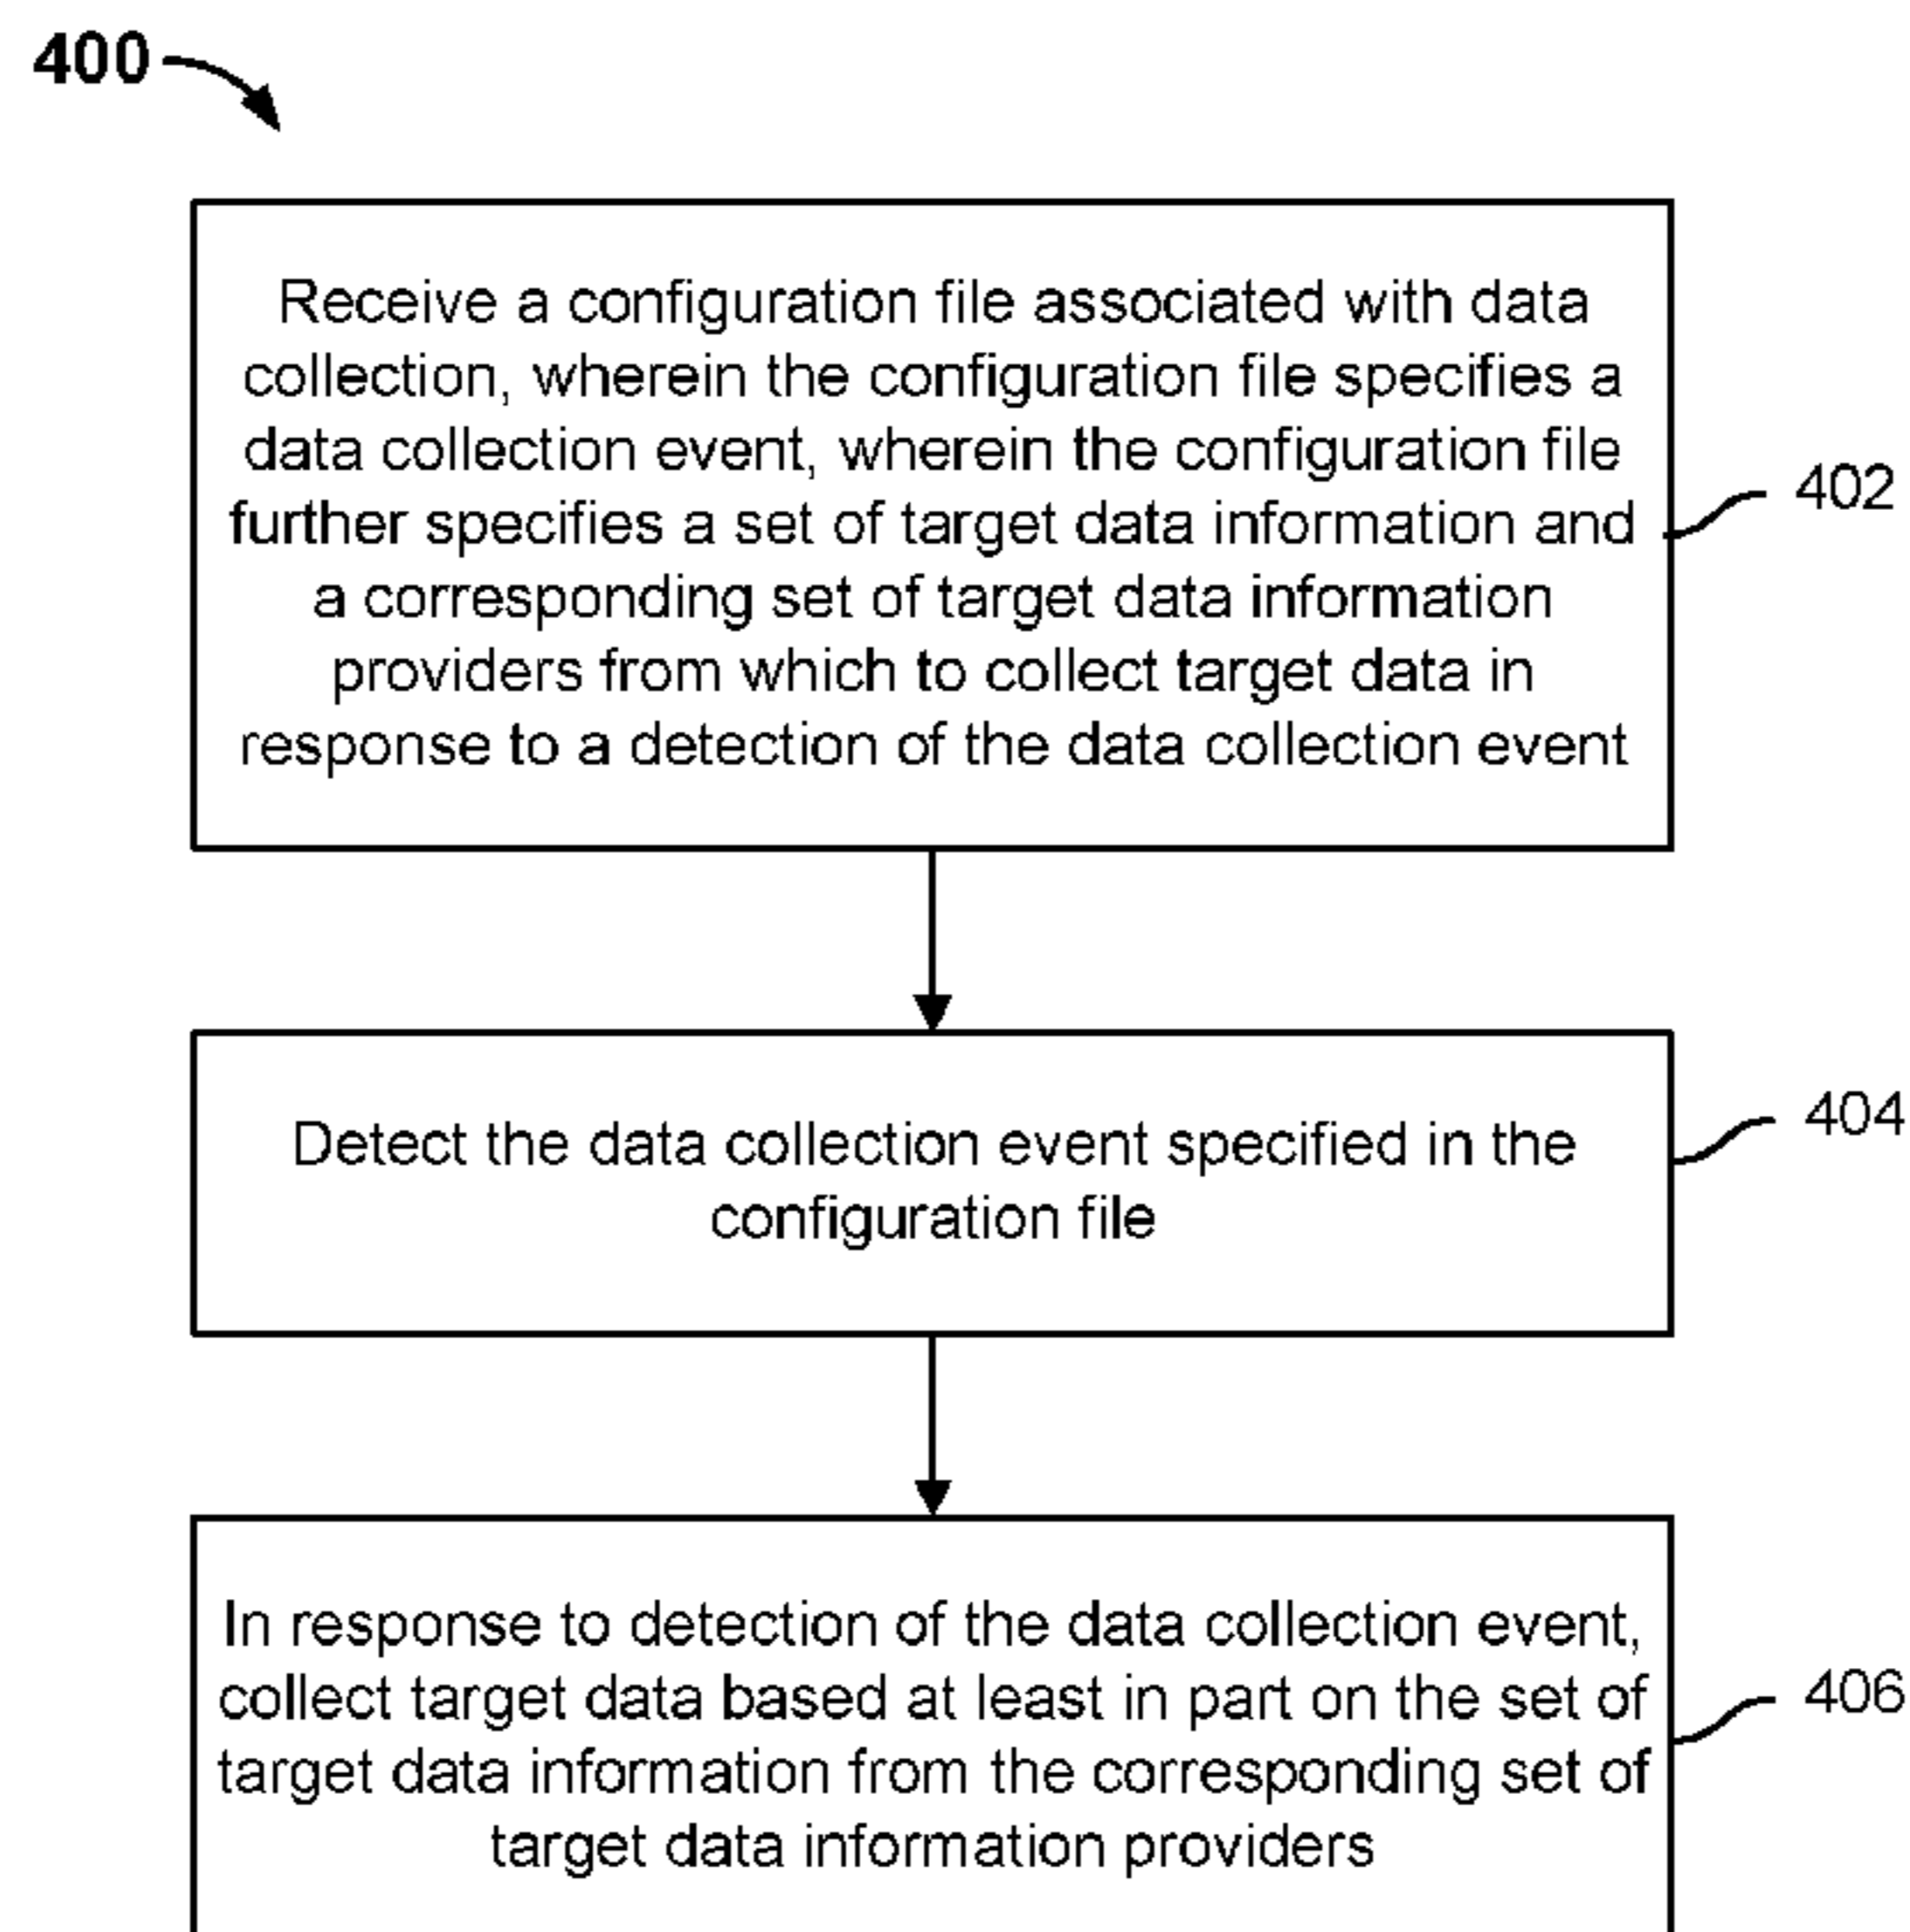 400
Receive a configuration file associated with data
collection, wherein the configuration file specifies a
data collection event, wherein the configuration file
further specifies a set of target data information and
a corresponding set of target data information
providers from which to collect target data in
response to a detection of the data collection event
402
Detect the data collection event specified in the
configuration file
404
In response to detection of the data collection event,
collect target data based at least in part on the set of
target data information from the corresponding set of
target data information providers
406